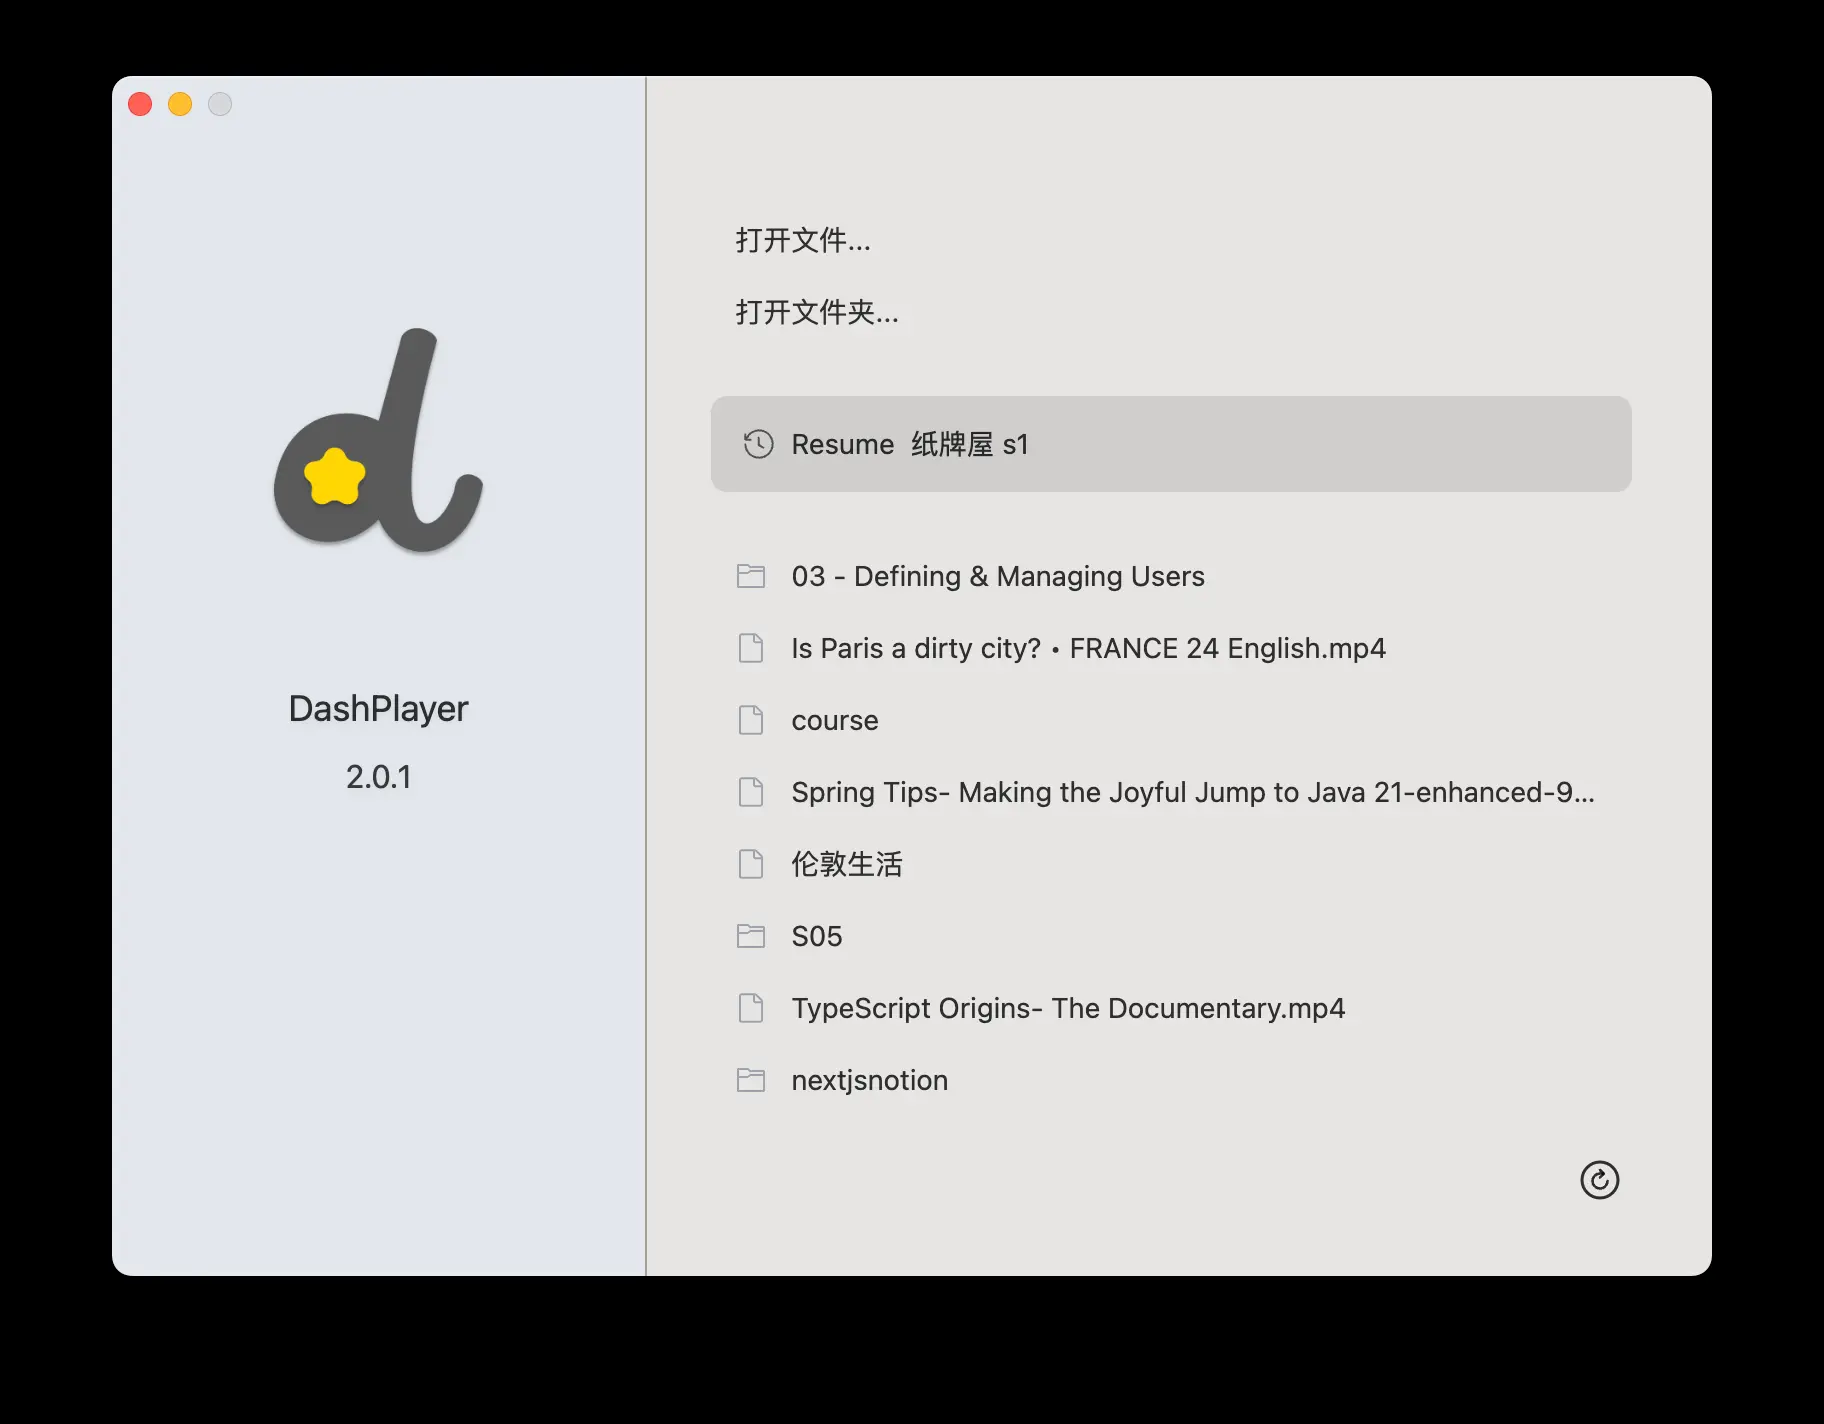 DashPlayer
2.0.1
打开文件...
打开文件夹...
Resume 纸牌屋 s1
03 - Defining & Managing Users
Is Paris a dirty city? • FRANCE 24 English.mp4
course
Spring Tips- Making the Joyful Jump to Java 21-enhanced-9...
伦敦生活
S05
TypeScript Origins- The Documentary.mp4
nextjsnotion